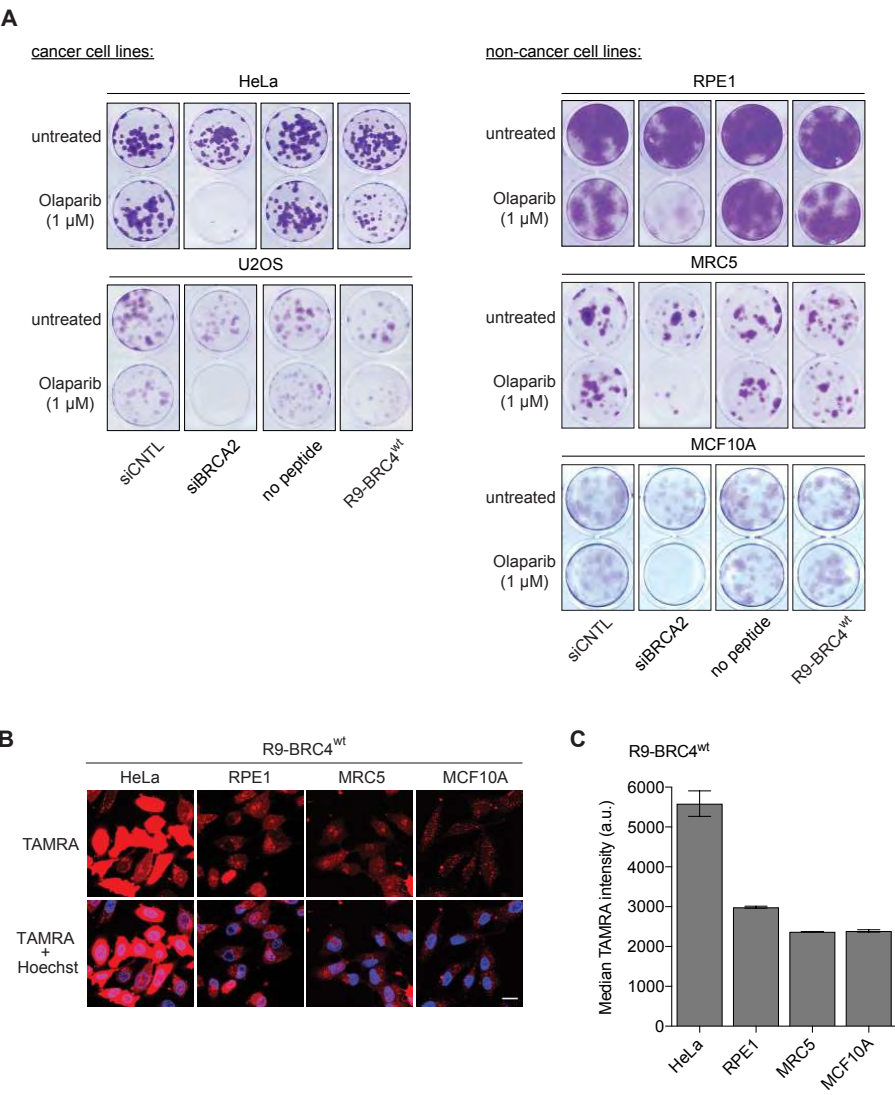 A
cancer cell lines:
HeLa
untreated
Olaparib
(1 µM)
U2OS
untreated
Olaparib
(1 µM)
siCNTL
siBRCA2
no peptide
R9-BRC4wt
non-cancer cell lines:
RPE1
untreated
Olaparib
(1 µM)
MRC5
untreated
Olaparib
(1 µM)
MCF10A
untreated
Olaparib
(1 µM)
siCNTL
siBRCA2
no peptide
R9-BRC4wt
B
R9-BRC4wt
HeLa RPE1 MRC5 MCF10A
TAMRA
TAMRA
+
Hoechst
C
R9-BRC4wt
Median TAMRA intensity (a.u.)
6000
5000
4000
3000
2000
1000
0
HeLa
RPE1
MRC5
MCF10A